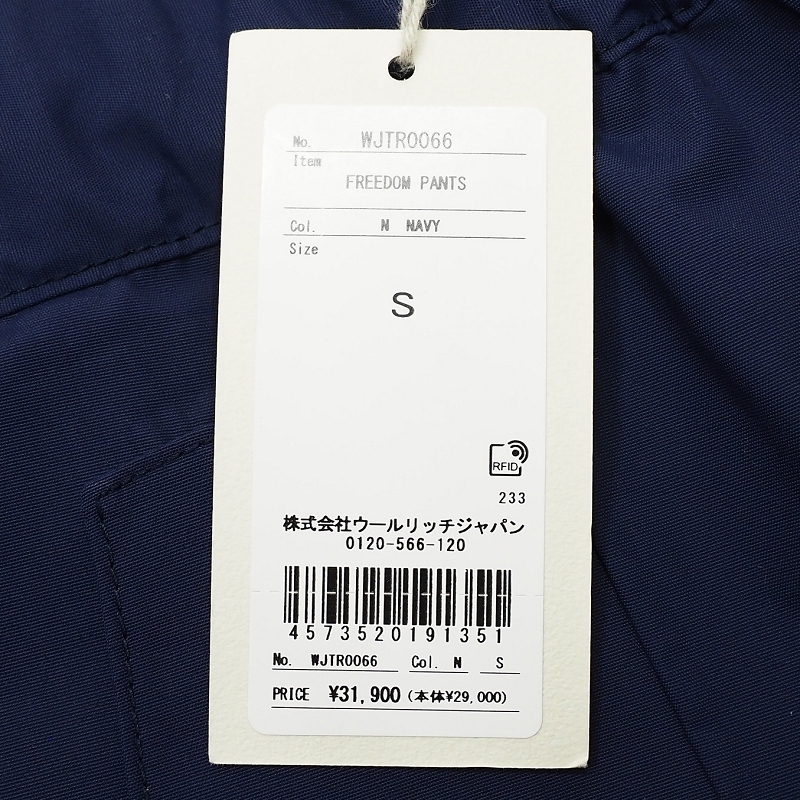 No. WJTR0066
Item
FREEDOM PANTS
Col. N NAVY
Size
S
RFID
233
株式会社ウールリッチジャパン
0120-566-120
4573520191351
No. WJTR0066 Col. N S
PRICE ¥31,900 (本体¥29,000)